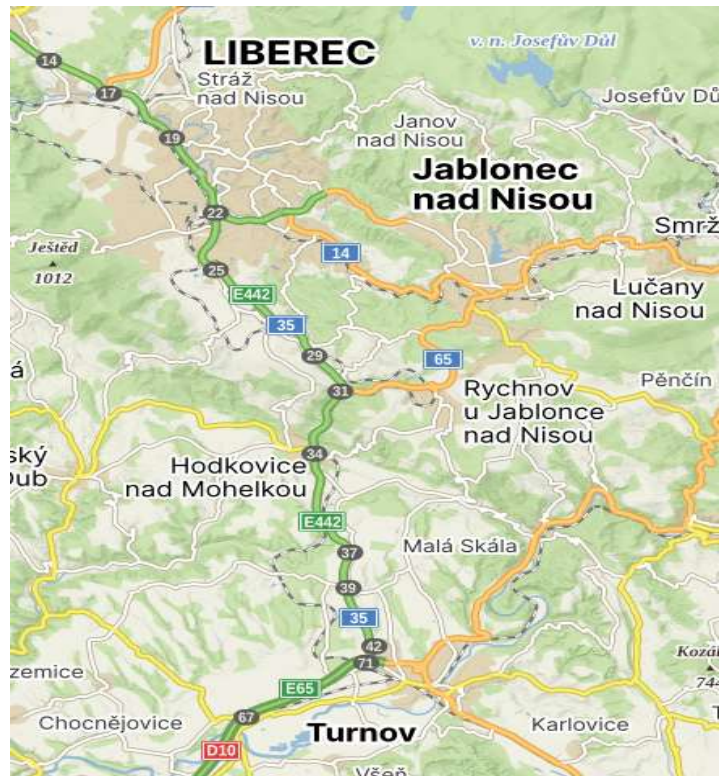 v. n. Josefův Důl
LIBEREC
14
17
Stráž
nad Nisou
Josefův Dů
19
Janov
nad Nisou
Jablonec
nad Nisou
22
Smrž
Ještěd
1012
25
14
E442
Lučany
nad Nisou
35
29
65
31
á
Pěnčín
Rychnov
u Jablonce
nad Nisou
34
ský
Dub
Hodkovice
nad Mohelkou
E442
37
Malá Skála
39
35
42
71
Kozák
744
zemice
E65
67
Chocnějovice
Turnov
Karlovice
T
D10
Všeň